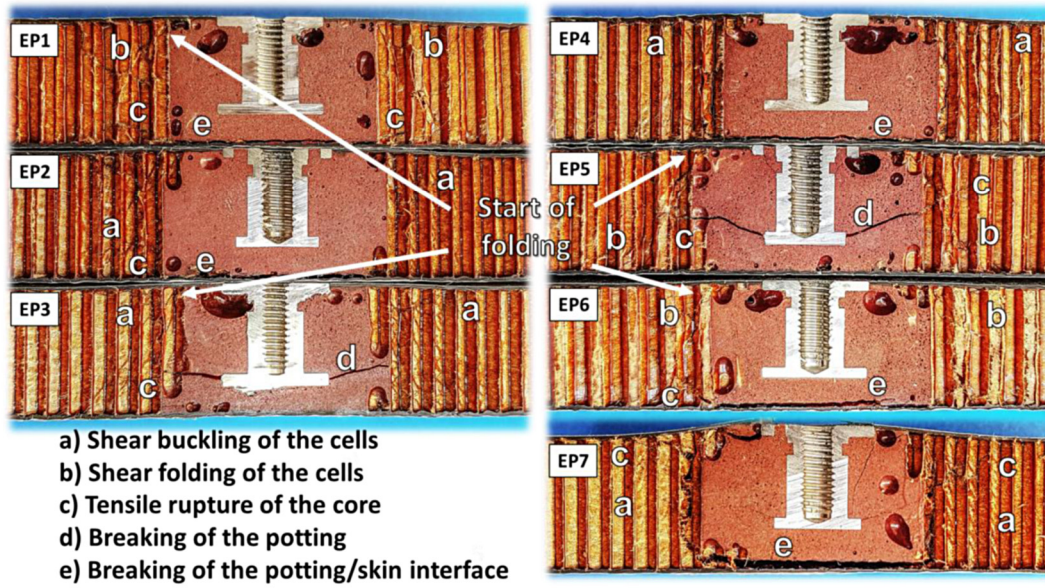 EP1
b
b
c
c
e
EP2
a
a
c
e
EP3
a
a
d
c
EP4
a
a
e
EP5
d
c
b
c
b
Start of
folding
EP6
b
b
c
e
EP7
c
c
a
a
e
a) Shear buckling of the cells
b) Shear folding of the cells
c) Tensile rupture of the core
d) Breaking of the potting
e) Breaking of the potting/skin interface